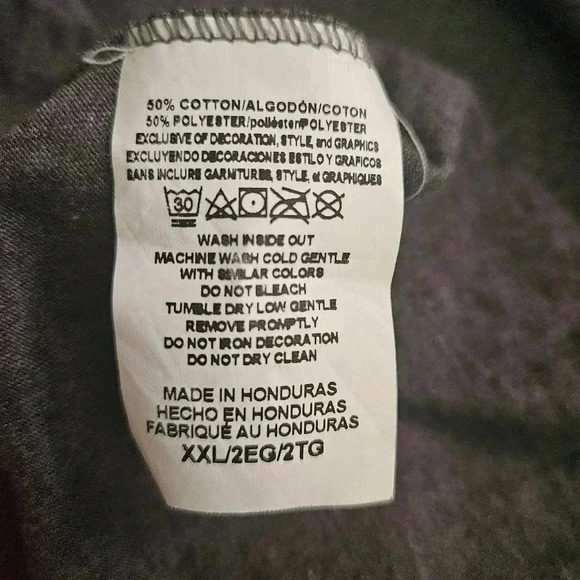 50% COTTON/ALGODÓN/COTON
50% POLYESTER/poliéster/POLYESTER
EXCLUSIVE OF DECORATION, STYLE, and GRAPHICS
EXCLUYENDO DECORACIONES ESTILO Y GRAFICOS
SANS INCLURE GARNITURES, STYLE, et GRAPHIQUES
30
WASH INSIDE OUT
MACHINE WASH COLD GENTLE
WITH SIMILAR COLORS
DO NOT BLEACH
TUMBLE DRY LOW GENTLE
REMOVE PROMPTLY
DO NOT IRON DECORATION
DO NOT DRY CLEAN
MADE IN HONDURAS
HECHO EN HONDURAS
FABRIQUÉ AU HONDURAS
XXL/2EG/2TG